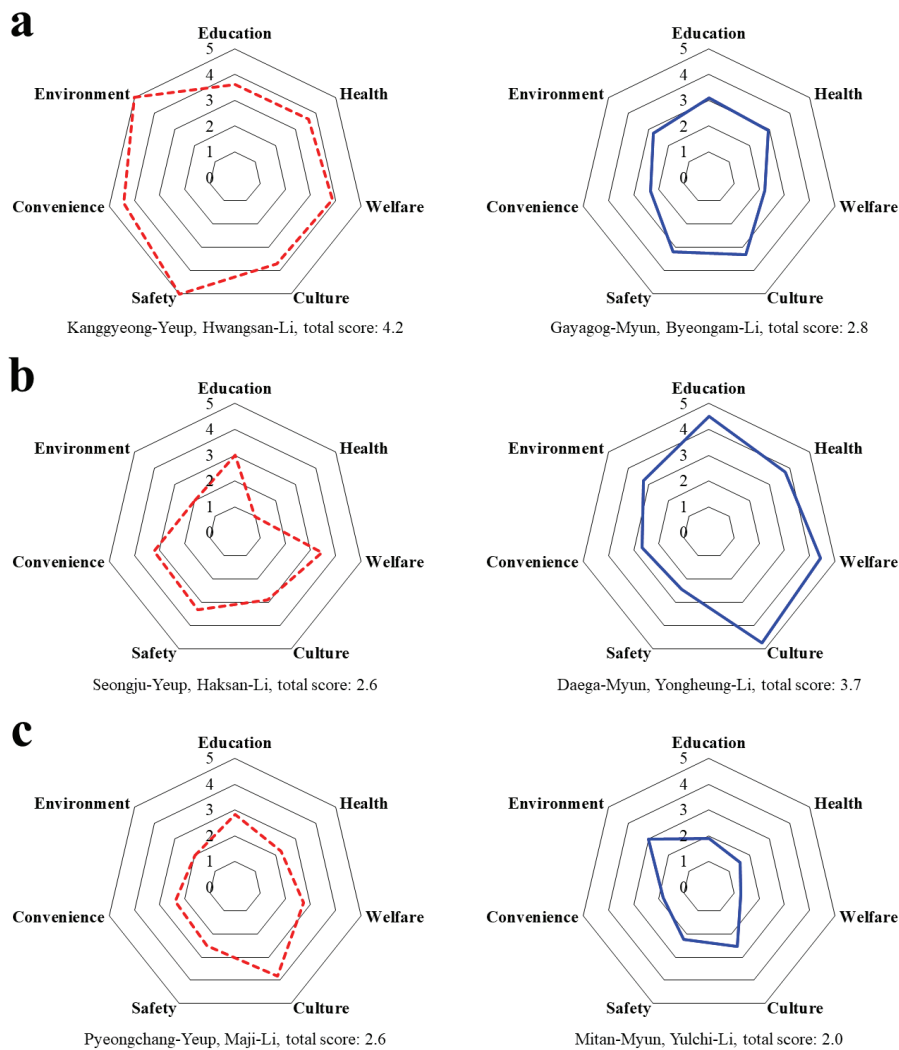 a
Education
5
4
3
2
1
0
Environment
Health
Convenience
Welfare
Safety
Culture
Kanggyeong-Yeup, Hwangsan-Li, total score: 4.2
Education
5
4
3
2
1
0
Environment
Health
Convenience
Welfare
Safety
Culture
Gayagog-Myun, Byeongam-Li, total score: 2.8
b
Education
5
4
3
2
1
0
Environment
Health
Convenience
Welfare
Safety
Culture
Seongju-Yeup, Haksan-Li, total score: 2.6
Education
5
4
3
2
1
0
Environment
Health
Convenience
Welfare
Safety
Culture
Daega-Myun, Yongheung-Li, total score: 3.7
c
Education
5
4
3
2
1
0
Environment
Health
Convenience
Welfare
Safety
Culture
Pyeongchang-Yeup, Maji-Li, total score: 2.6
Education
5
4
3
2
1
0
Environment
Health
Convenience
Welfare
Safety
Culture
Mitan-Myun, Yulchi-Li, total score: 2.0